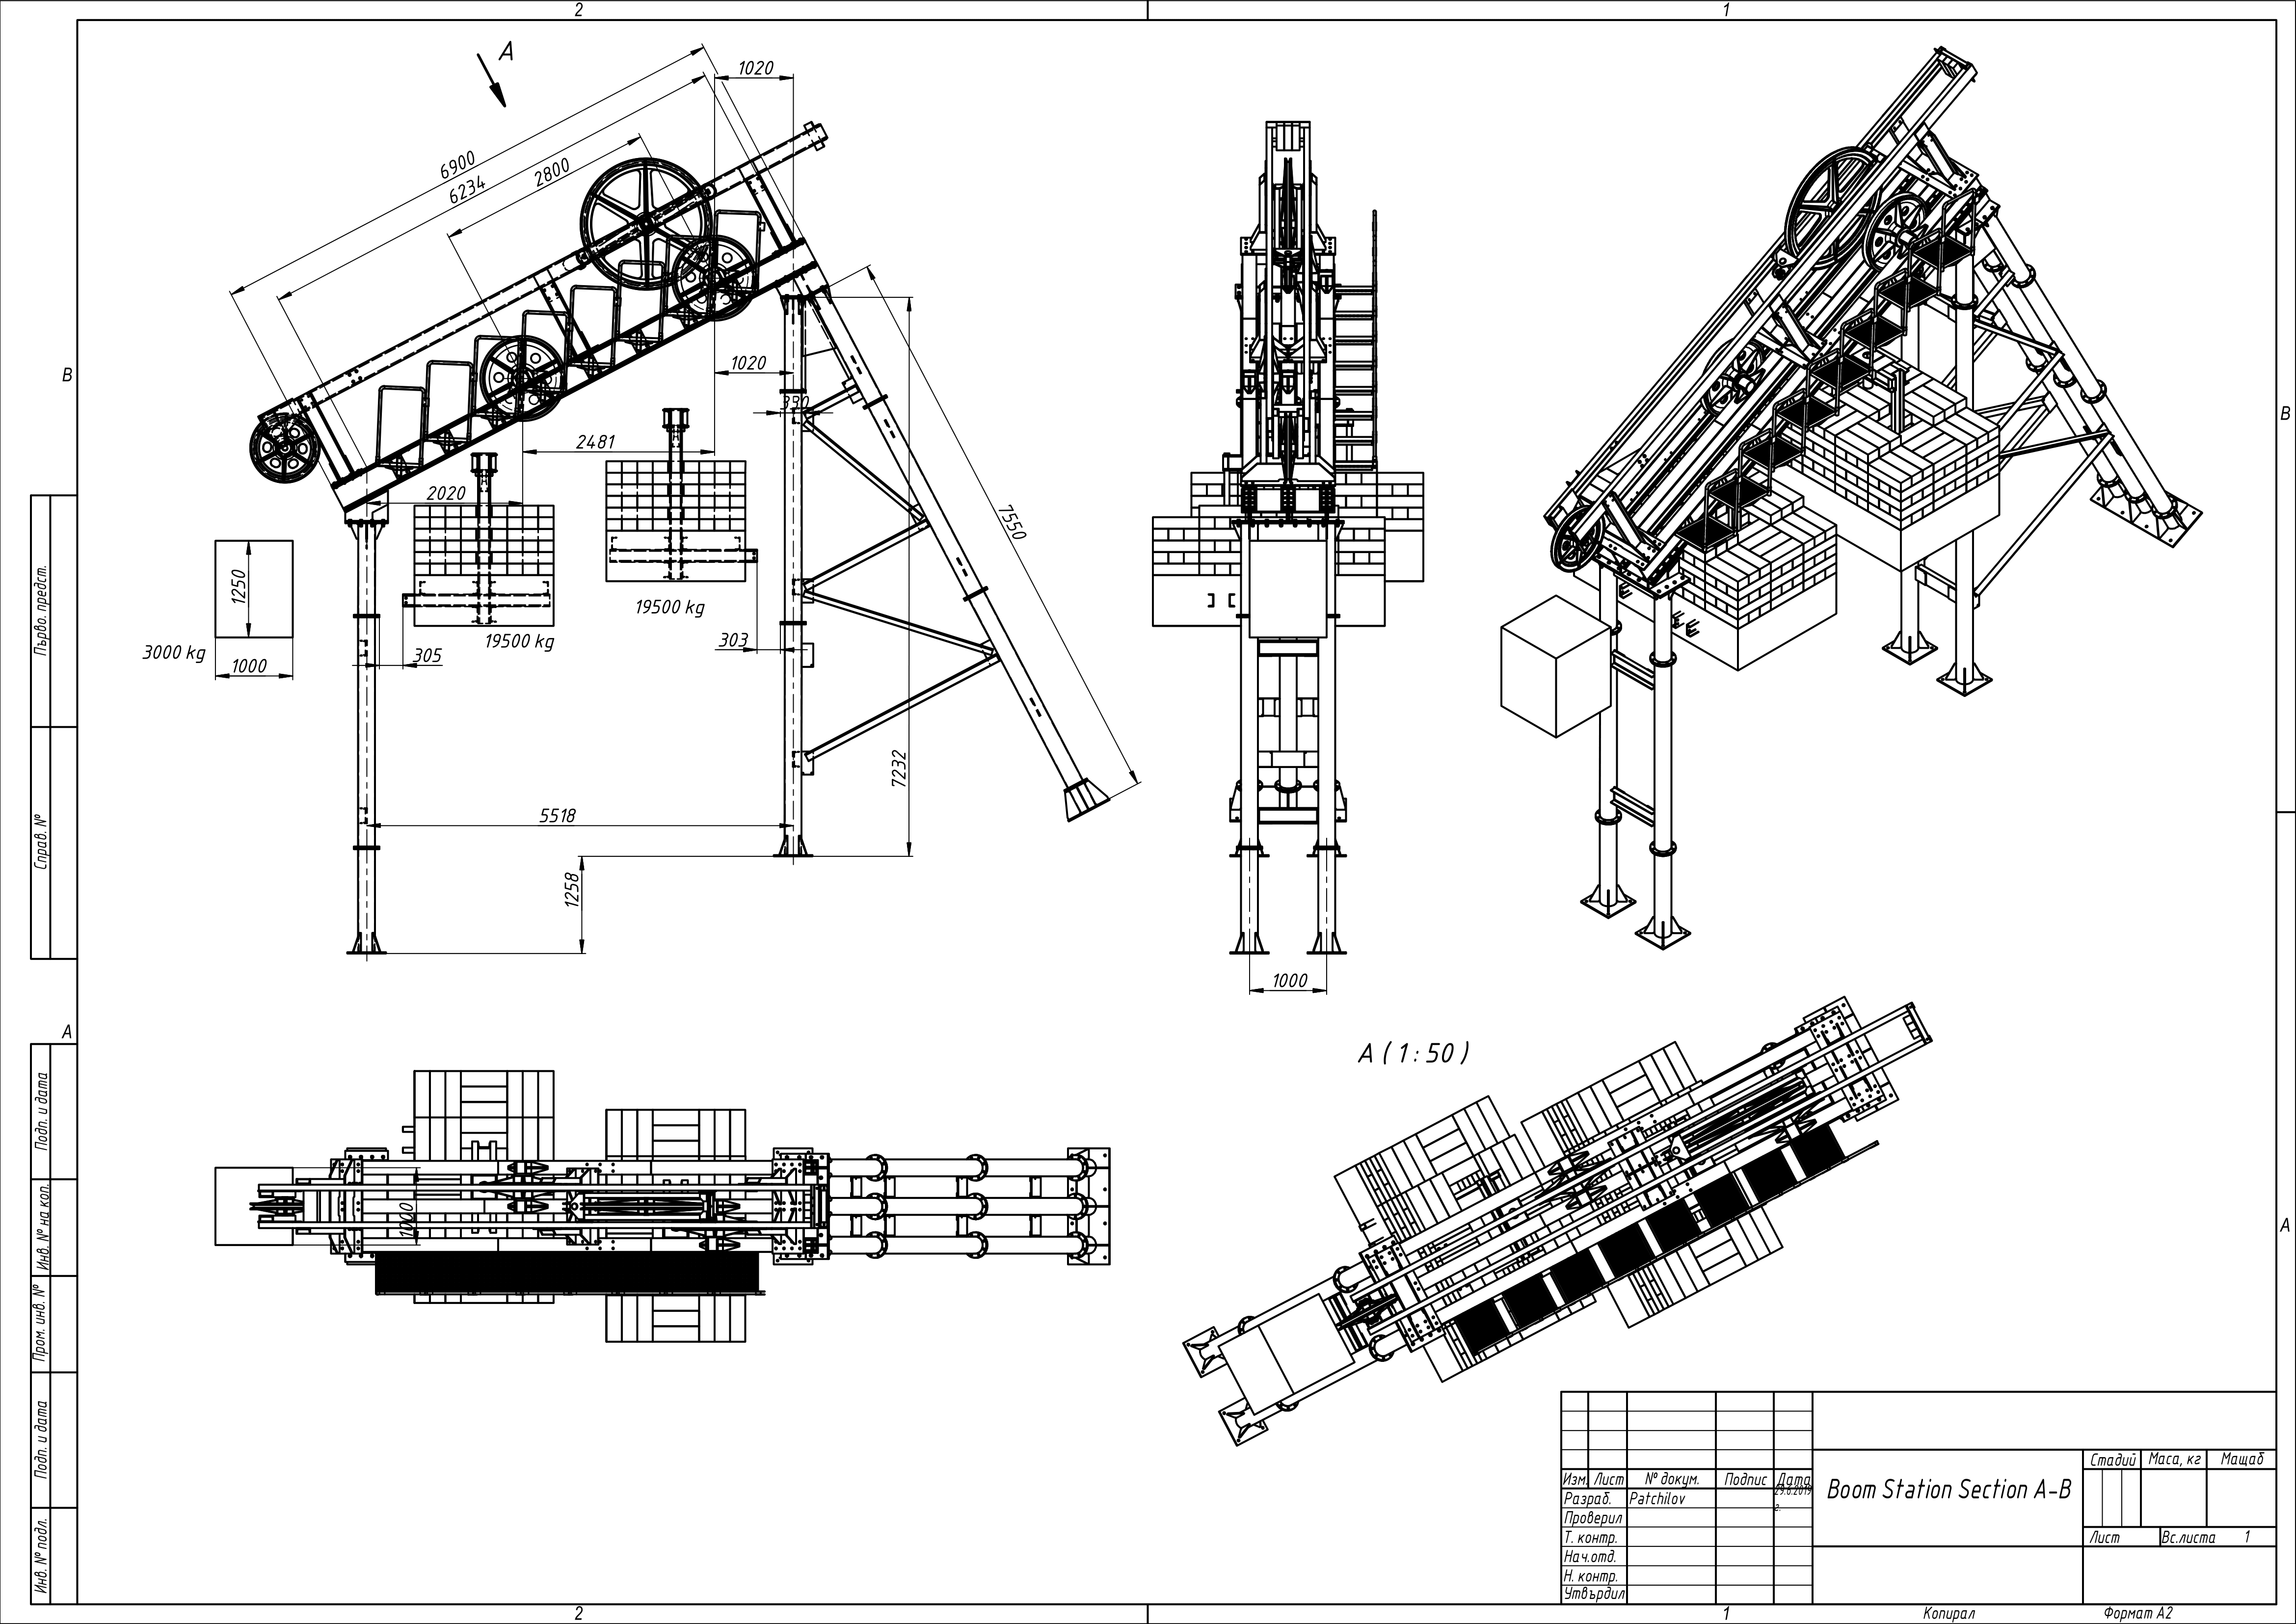 2
1
A
1020
6900
6234
2800
B
B
1020
330
2481
2020
7550
1250
19500 kg
19500 kg
3000 kg
1000
305
303
7232
5518
1258
1000
A
A
A ( 1 : 50 )
1000
Първо. предст.
Справ. №
Подп. и дата
Инв. № на коп.
Пром. инв. №
Подп. и дата
Инв. № подл.
Изм. Лист № докум. Подпис Дата
Разраб. Patchilov 29.6.2019 г.
Проверил
Т. контр.
Нач.отд.
Н. контр.
Утвърдил
Boom Station Section A-B
Стадий Маса, кг Мащаб
Лист Вс.листа 1
2
1
Копирал Формат А2